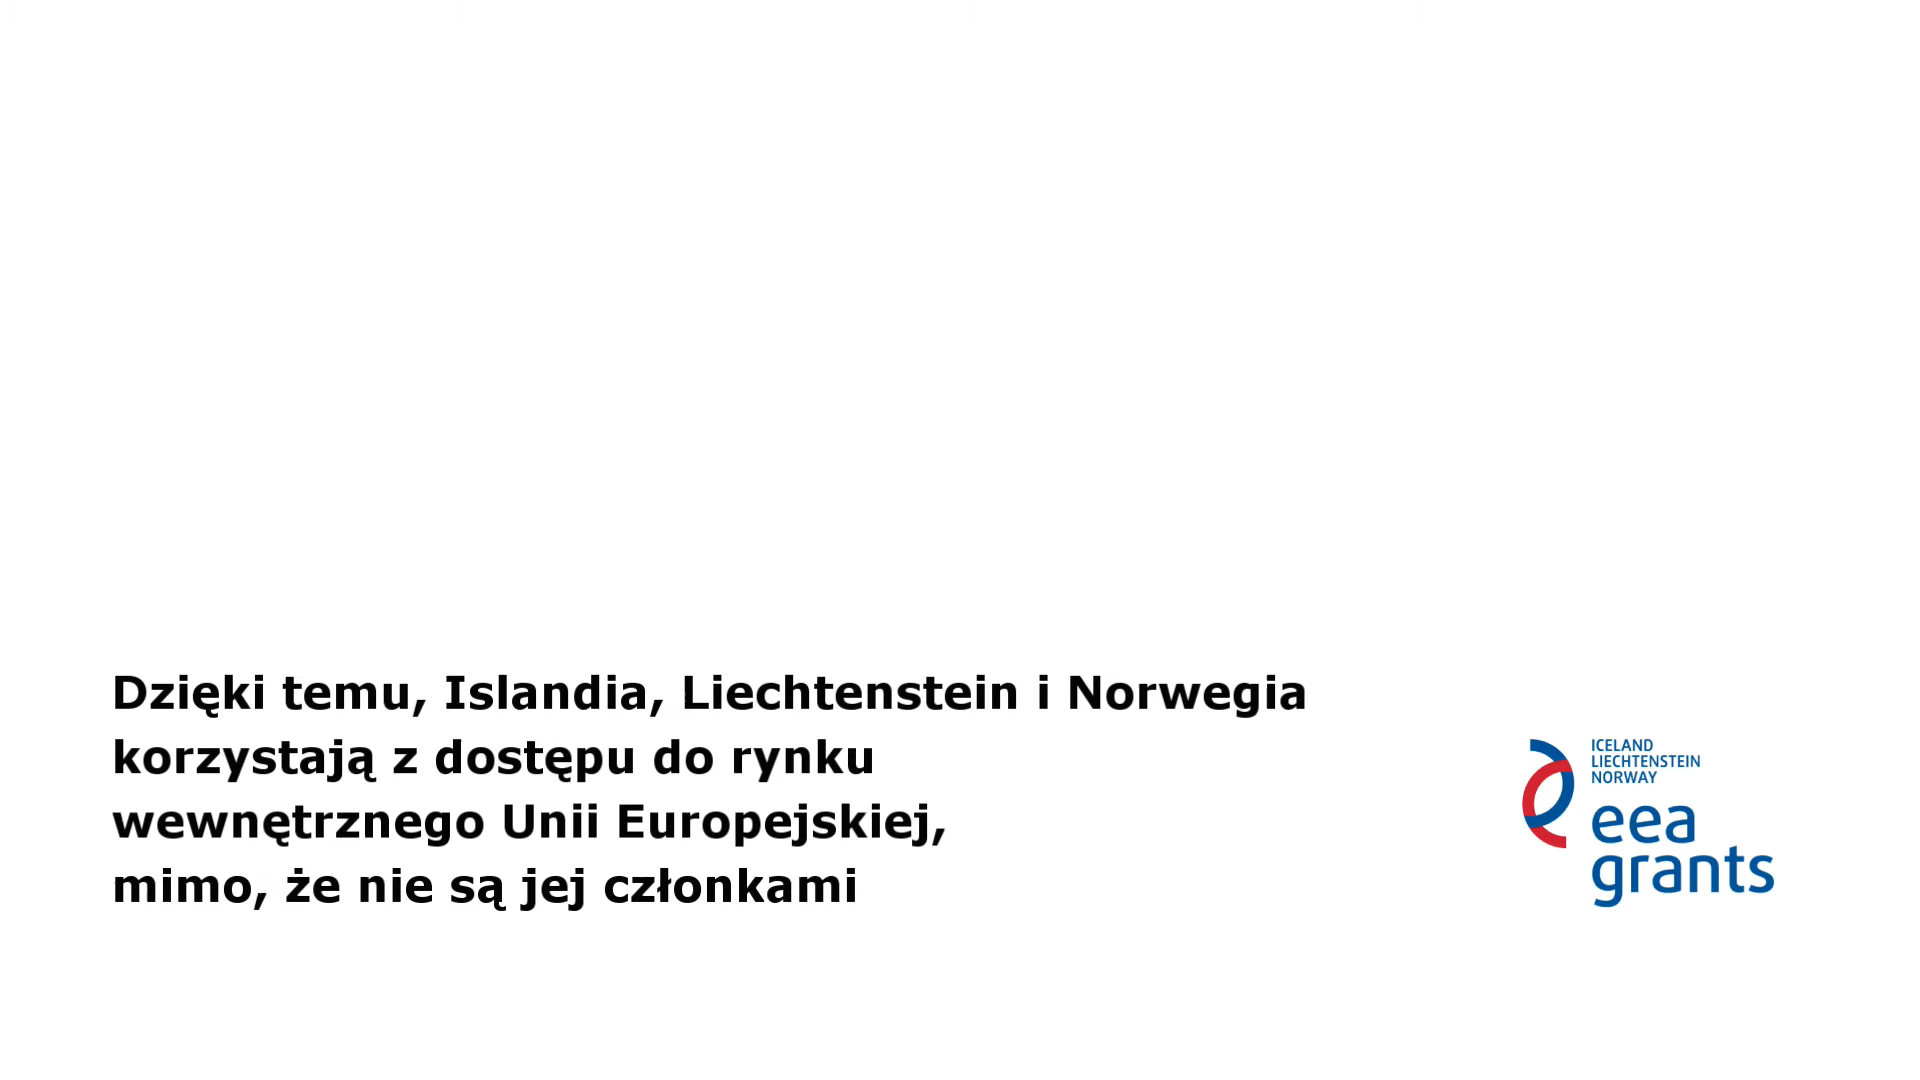 Dzięki temu, Islandia, Liechtenstein i Norwegia
korzystają z dostępu do rynku
wewnętrznego Unii Europejskiej,
mimo, że nie są jej członkami
ICELAND
LIECHTENSTEIN
NORWAY
eea
grants